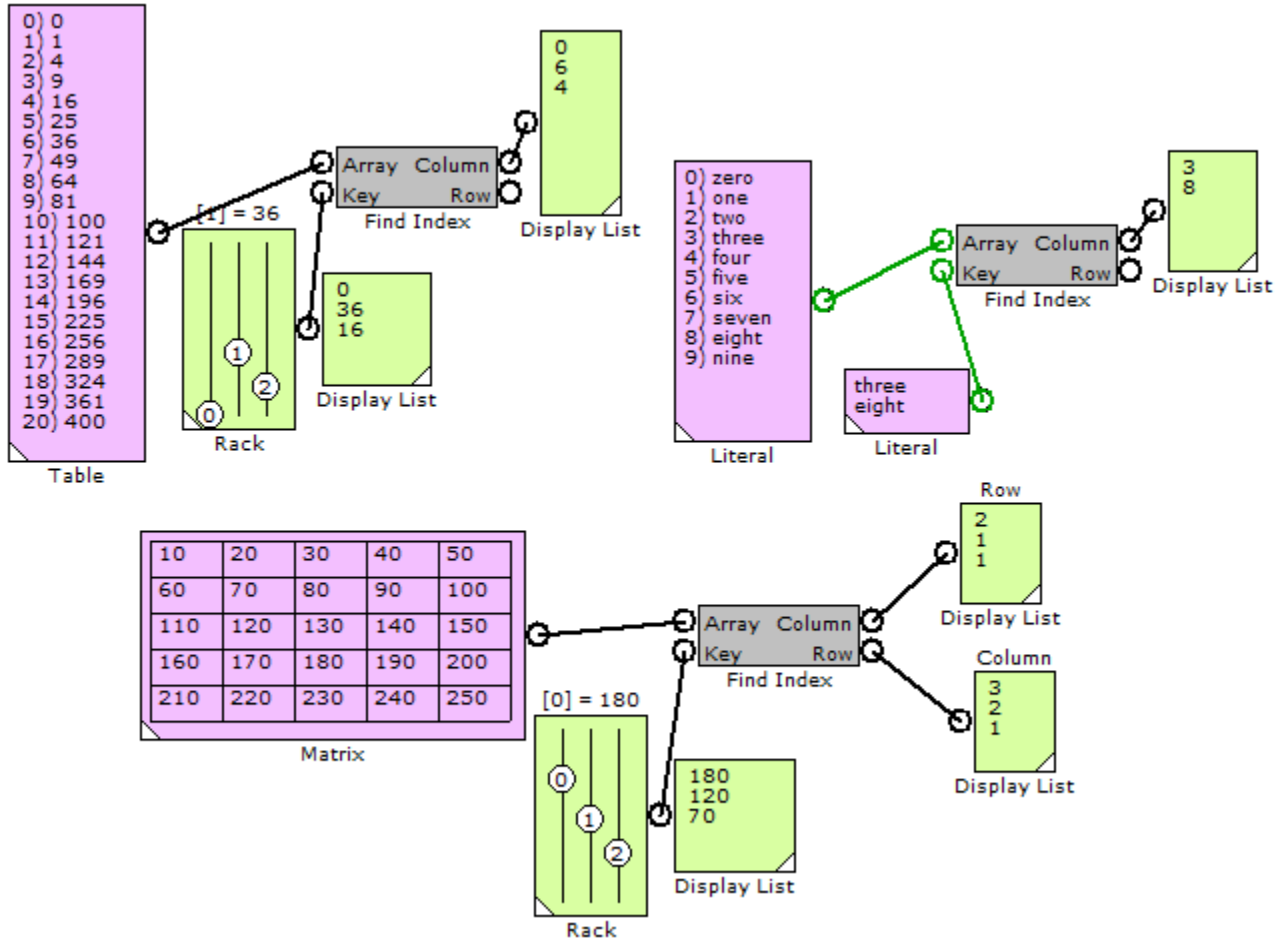 0) 0
1) 1
2) 4
3) 9
4) 16
5) 25
6) 36
7) 49
8) 64
9) 81
10) 100
11) 121
12) 144
13) 169
14) 196
15) 225
16) 256
17) 289
18) 324
19) 361
20) 400
Table
[1] = 36
0
1
2
Rack
0
36
16
Display List
Array Column
Key Row
Find Index
0
6
4
Display List
0) zero
1) one
2) two
3) three
4) four
5) five
6) six
7) seven
8) eight
9) nine
Literal
three
eight
Literal
Array Column
Key Row
Find Index
3
8
Display List
10 20 30 40 50
60 70 80 90 100
110 120 130 140 150
160 170 180 190 200
210 220 230 240 250
Matrix
[0] = 180
0
1
2
Rack
180
120
70
Display List
Array Column
Key Row
Find Index
Row
2
1
1
Display List
Column
3
2
1
Display List